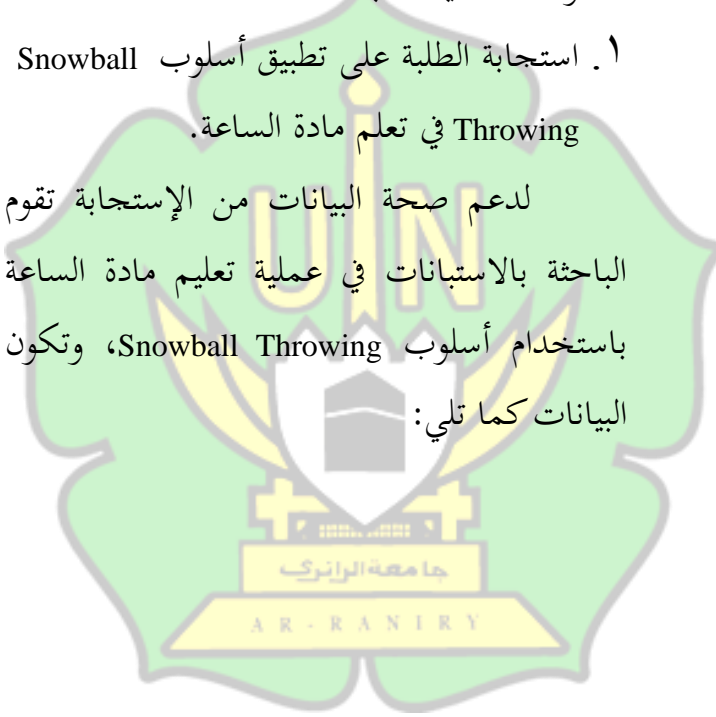 ١. استجابة الطلبة على تطبيق أسلوب Snowball
Throwing في تعلم مادة الساعة.
لدعم صحة البيانات من الإستجابة تقوم
الباحثة بالاستبانات في عملية تعليم مادة الساعة
باستخدام أسلوب Snowball Throwing، وتكون
البيانات كما تلي:
UIN
جامعة الرانري
AR-RANIRY